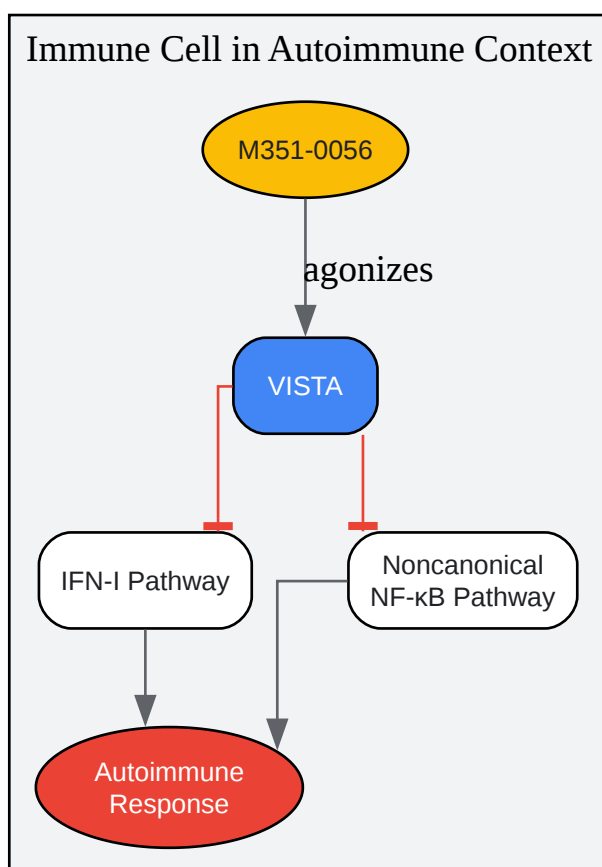 Immune Cell in Autoimmune Context
M351-0056
agonizes
VISTA
IFN-I Pathway
Noncanonical
NF-κB Pathway
Autoimmune
Response